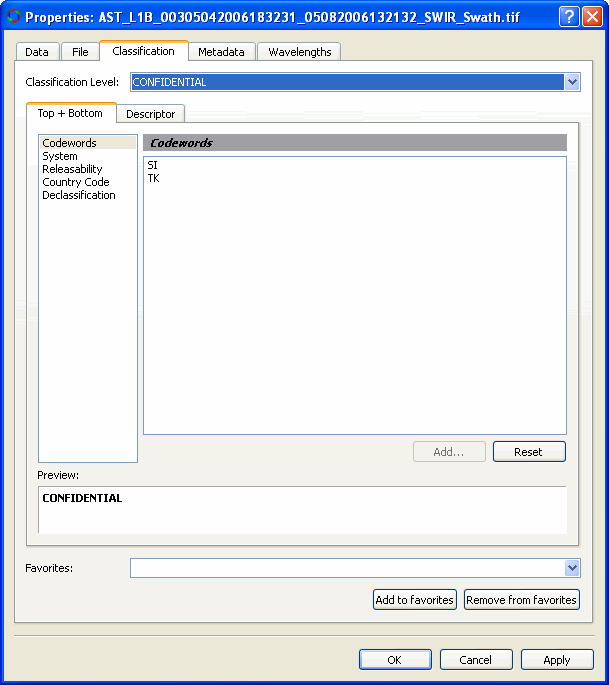 Properties: AST_L1B_00305042006183231_05082006132132_SWIR_Swath.tif
Data File Classification Metadata Wavelengths
Classification Level: CONFIDENTIAL
Top + Bottom Descriptor
Codewords
System
Releasability
Country Code
Declassification
Codewords
SI
TK
Add... Reset
Preview:
CONFIDENTIAL
Favorites:
Add to favorites Remove from favorites
OK Cancel Apply